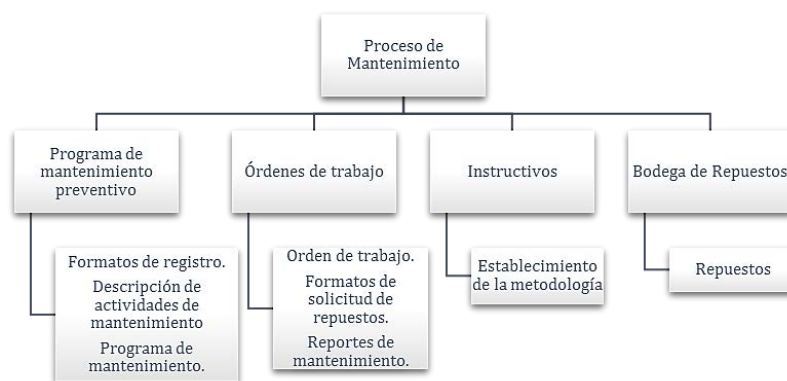 Proceso de
Mantenimiento
Programa de
mantenimiento
preventivo
Órdenes de trabajo
Instructivos
Bodega de Repuestos
Formatos de registro.
Descripción de
actividades de
mantenimiento
Programa de
mantenimiento.
Orden de trabajo.
Formatos de
solicitud de
repuestos.
Reportes de
mantenimiento.
Establecimiento
de la metodología
Repuestos